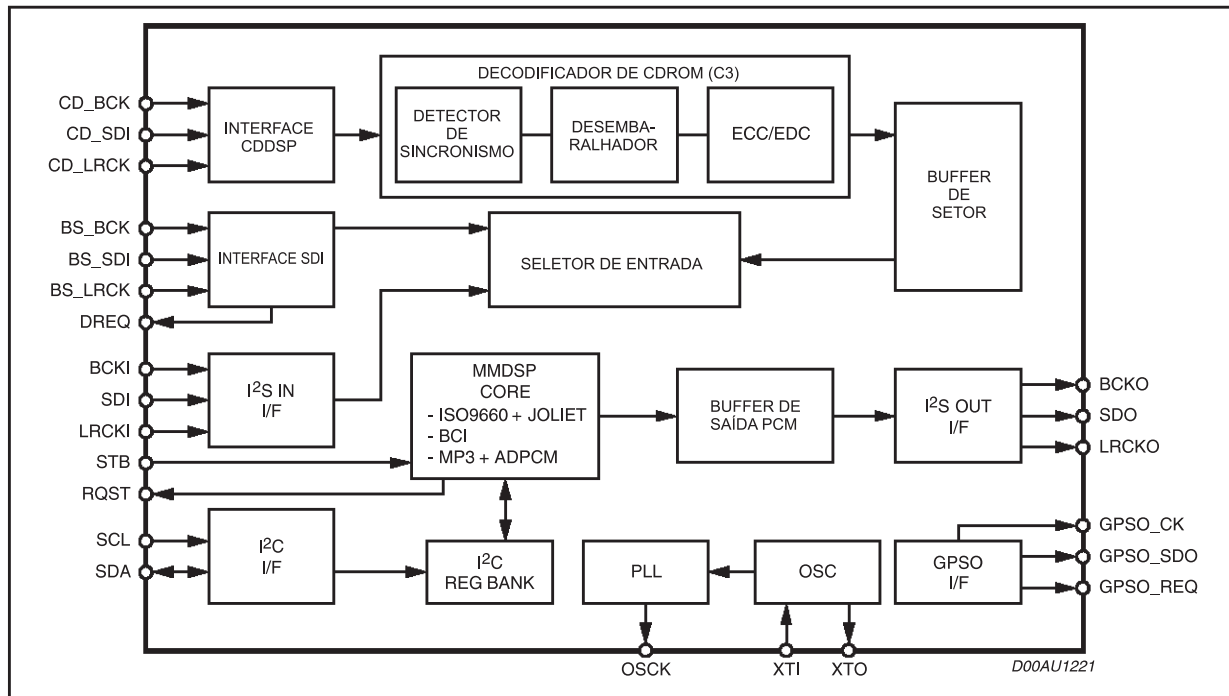 DECODIFICADOR DE CDROM (C3)
CD_BCK
CD_SDI
CD_LRCK
INTERFACE
CDDSP
DETECTOR
DE
SINCRONISMO
DESEMBA-
RALHADOR
ECC/EDC
BUFFER
DE
SETOR
BS_BCK
BS_SDI
BS_LRCK
DREQ
INTERFACE SDI
SELETOR DE ENTRADA
BCKI
SDI
LRCKI
I²S IN
I/F
STB
RQST
MMDSP
CORE
- ISO9660 + JOLIET
- BCI
- MP3 + ADPCM
BUFFER DE
SAÍDA PCM
I²S OUT
I/F
BCKO
SDO
LRCKO
SCL
SDA
I²C
I/F
I²C
REG BANK
PLL
OSC
GPSO
I/F
GPSO_CK
GPSO_SDO
GPSO_REQ
OSCK
XTI
XTO
D00AU1221